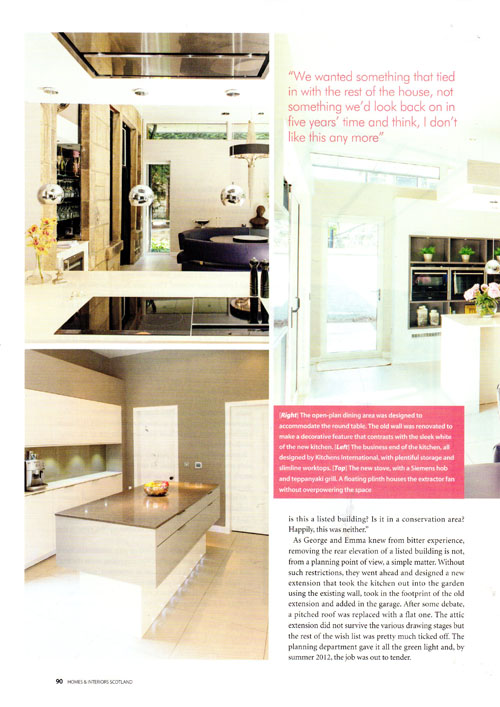 “We wanted something that tied
in with the rest of the house, not
something we’d look back on in
five years’ time and think, I don’t
like this any more”
[Right] The open-plan dining area was designed to
accommodate the round table. The old wall was renovated to
make a decorative feature that contrasts with the sleek white
of the new kitchen. [Left] The business end of the kitchen, all
designed by Kitchens International, with plentiful storage and
slimline worktops. [Top] The new stove, with a Siemens hob
and teppanyaki grill. A floating plinth houses the extractor fan
without overpowering the space
is this a listed building? Is it in a conservation area?
Happily, this was neither.”
As George and Emma knew from bitter experience,
removing the rear elevation of a listed building is not,
from a planning point of view, a simple matter. Without
such restrictions, they went ahead and designed a new
extension that took the kitchen out into the garden
using the existing wall, took in the footprint of the old
extension and added in the garage. After some debate,
a pitched roof was replaced with a flat one. The attic
extension did not survive the various drawing stages but
the rest of the wish list was pretty much ticked off. The
planning department gave it all the green light and, by
summer 2012, the job was out to tender.
90 HOMES & INTERIORS SCOTLAND